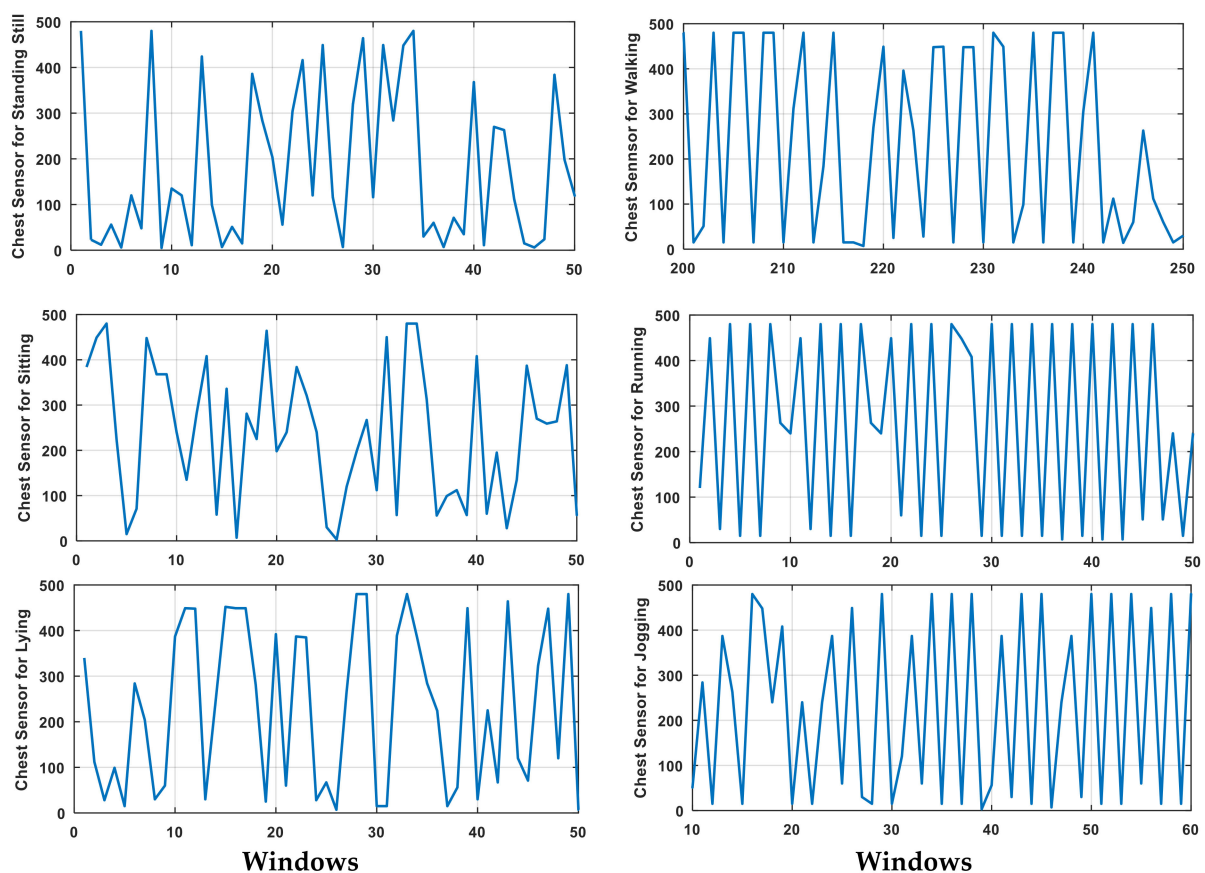 Chest Sensor for Standing Still
500
400
300
200
100
0
0 10 20 30 40 50
Chest Sennsor for Walking
500
400
300
200
100
0
200 210 220 230 240 250
Chest Sensor for Sitting
500
400
300
200
100
0
0 10 20 30 40 50
Chest Sensor for Running
500
400
300
200
100
0
0 10 20 30 40 50
Chest Sensor for Lying
500
400
300
200
100
0
0 10 20 30 40 50
Windows
Chest Sensor for Jogging
500
400
300
200
100
0
10 20 30 40 50 60
Windows